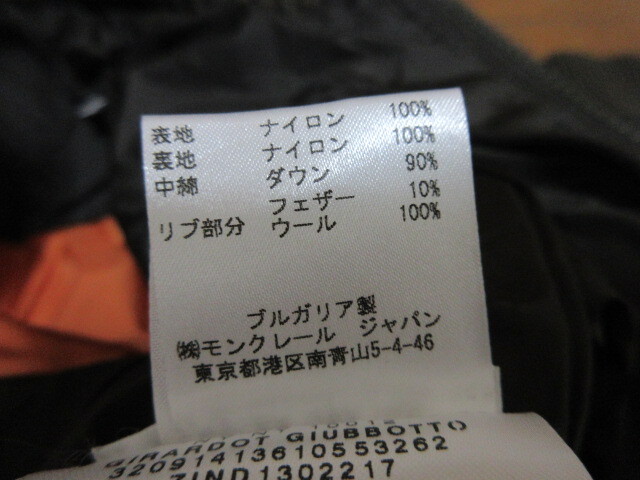 表地 ナイロン 100%
裏地 ナイロン 100%
中綿 ダウン 90%
フェザー 10%
リブ部分 ウール 100%
ブルガリア製
㈱モンクレール ジャパン
東京都港区南青山5-4-46
GIRARDOT GIUBBOTTO
32091413610553262
7IND1302217